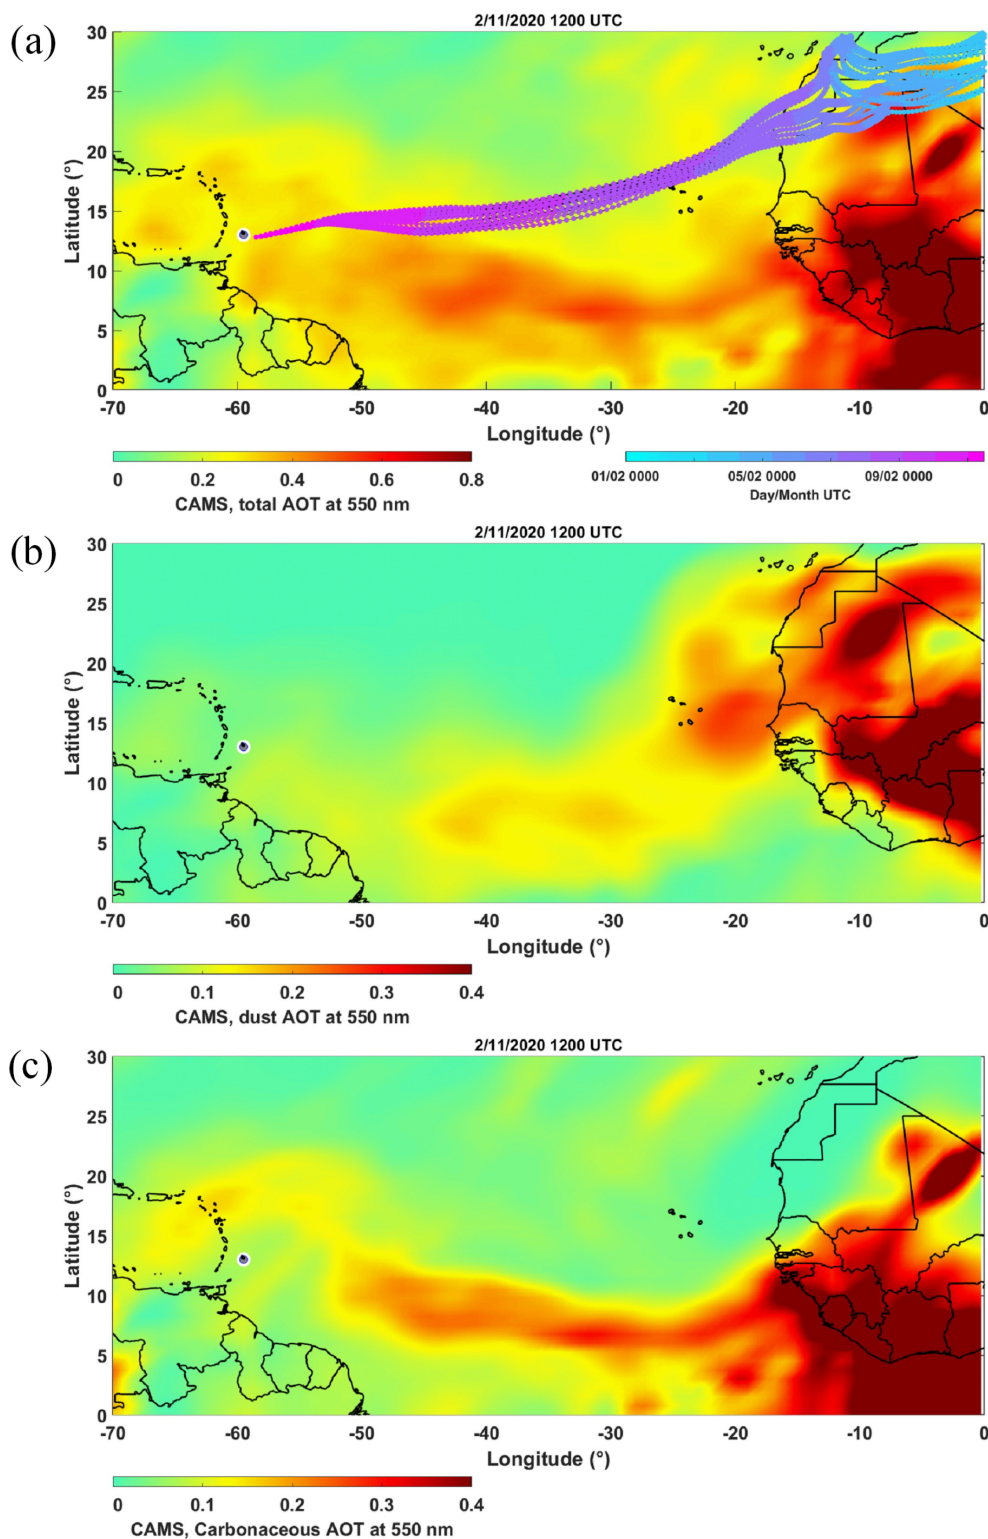 (a)
2/11/2020 1200 UTC
Latitude (°)
30
25
20
15
10
5
0
-70 -60 -50 -40 -30 -20 -10 0
Longitude (°)
0 0.2 0.4 0.6 0.8
CAMS, total AOT at 550 nm
01/02 0000 05/02 0000 09/02 0000
Day/Month UTC
(b)
2/11/2020 1200 UTC
Latitude (°)
30
25
20
15
10
5
0
-70 -60 -50 -40 -30 -20 -10 0
Longitude (°)
0 0.1 0.2 0.3 0.4
CAMS, dust AOT at 550 nm
(c)
2/11/2020 1200 UTC
Latitude (°)
30
25
20
15
10
5
0
-70 -60 -50 -40 -30 -20 -10 0
Longitude (°)
0 0.1 0.2 0.3 0.4
CAMS, Carbonaceous AOT at 550 nm